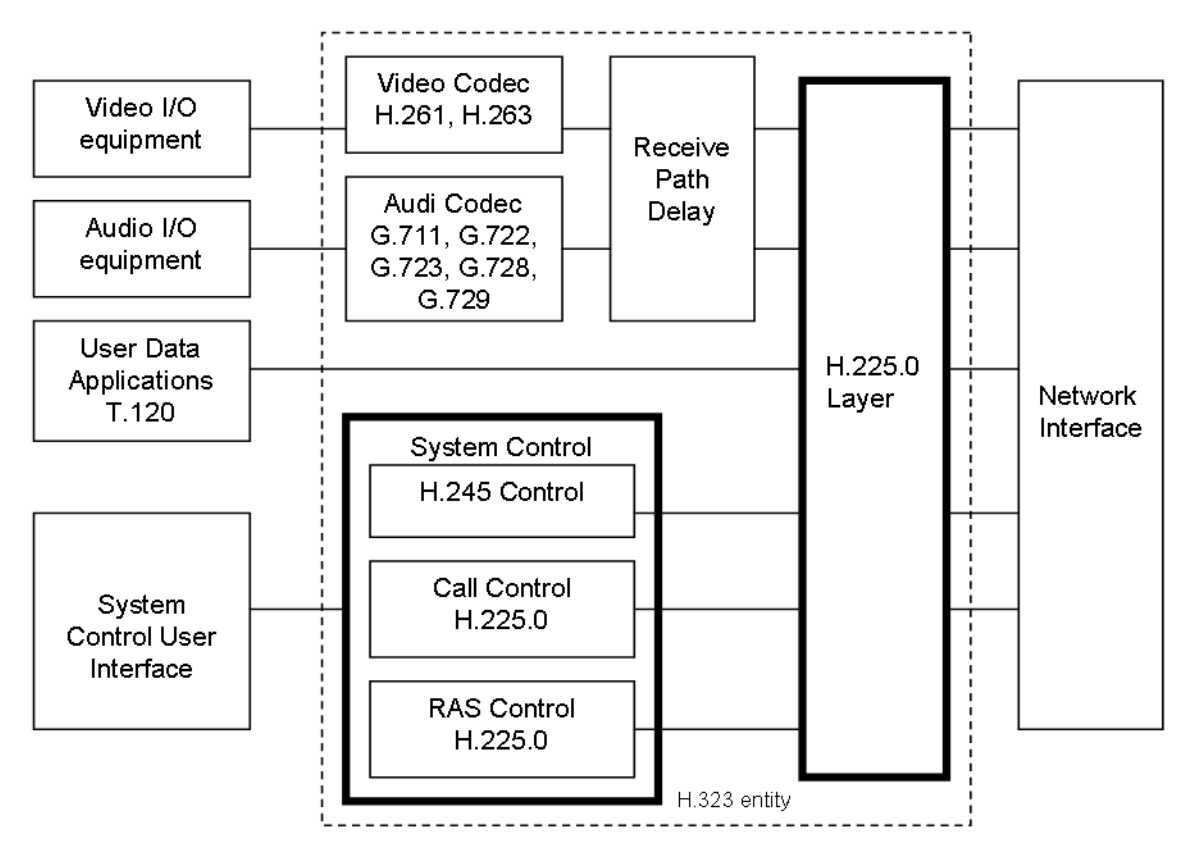 Video I/O
equipment
Audio I/O
equipment
User Data
Applications
T.120
System
Control User
Interface
Video Codec
H.261, H.263
Audi Codec
G.711, G.722,
G.723, G.728,
G.729
Receive
Path
Delay
System Control
H.245 Control
Call Control
H.225.0
RAS Control
H.225.0
H.323 entity
H.225.0
Layer
Network
Interface